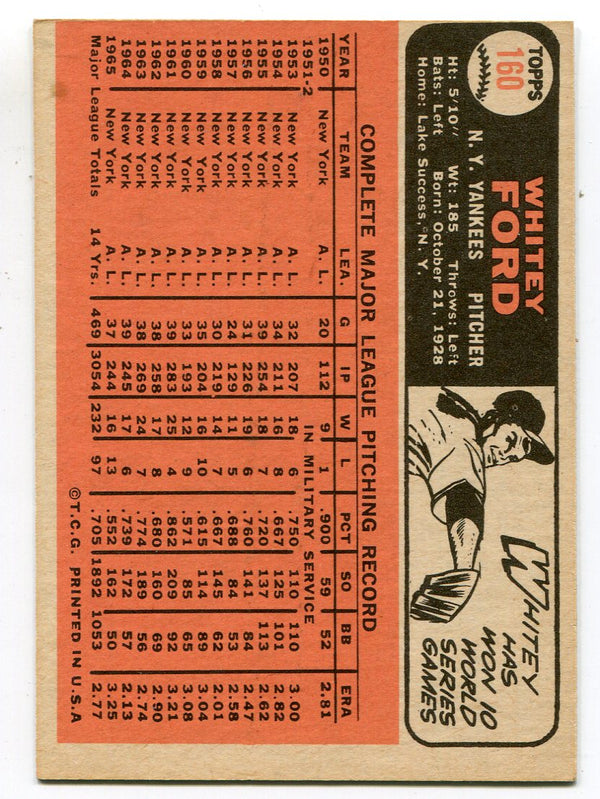 TOPPS
160
WHITEY
FORD
N. Y. YANKEES PITCHER
Ht: 5'10" Wt: 185 Throws: Left
Bats: Left Born: October 21, 1928
Home: Lake Success, N. Y.
WHITEY
HAS
WON 10
WORLD
SERIES
GAMES
COMPLETE MAJOR LEAGUE PITCHING RECORD
YEAR TEAM LEA. G IP W L PCT SO BB ERA
1950 New York A. L. 20 112 9 1 .900 59 52 2.81
1951-2 IN MILITARY SERVICE
1953 New York A. L. 32 207 18 6 .750 110 110 3.00
1954 New York A. L. 34 211 16 8 .667 125 101 2.82
1955 New York A. L. 39 254 18 7 .720 137 113 2.62
1956 New York A. L. 31 226 19 6 .760 141 84 2.47
1957 New York A. L. 24 129 11 5 .688 84 53 2.58
1958 New York A. L. 30 219 14 7 .667 145 62 2.01
1959 New York A. L. 35 204 16 10 .615 114 89 3.04
1960 New York A. L. 33 193 12 9 .571 85 65 3.08
1961 New York A. L. 39 283 25 4 .862 209 92 3.21
1962 New York A. L. 38 258 17 8 .680 160 69 2.90
1963 New York A. L. 38 269 24 7 .774 189 56 2.74
1964 New York A. L. 39 245 17 6 .739 172 57 2.13
1965 New York A. L. 37 244 16 13 .552 162 50 3.25
Major League Totals 14 Yrs. 469 3054 232 97 .705 1892 1053 2.77
© T.C.G. PRINTED IN U.S.A